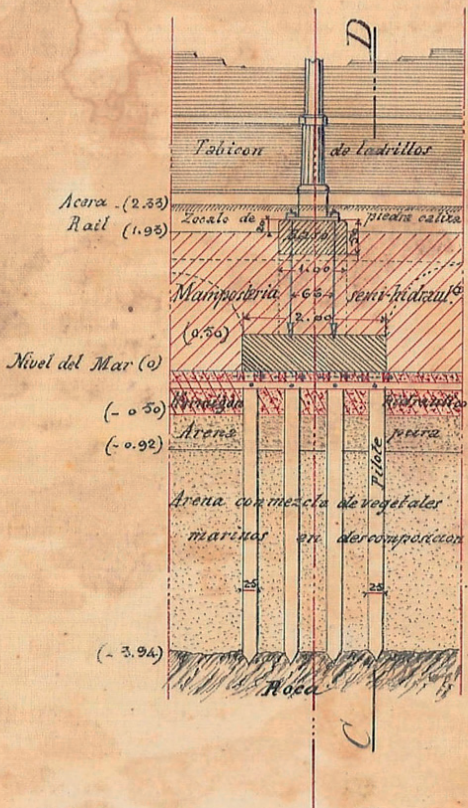 D
Tabicon de ladrillos
Acera - (2.33)
Zocalo de piedra caliza
Rail (1.93)
1.00
Mamposteria 65 semi-hidraulᶜᵃ
2.00
(0.50)
Nivel del Mar (0)
Hormigon hidraulico
(- 0 50)
Arena pura
(- 0.92)
Pilote
Arena con mezcla de vegetales
marinos en descomposicion
25 25
(- 3.94)
Roca
C